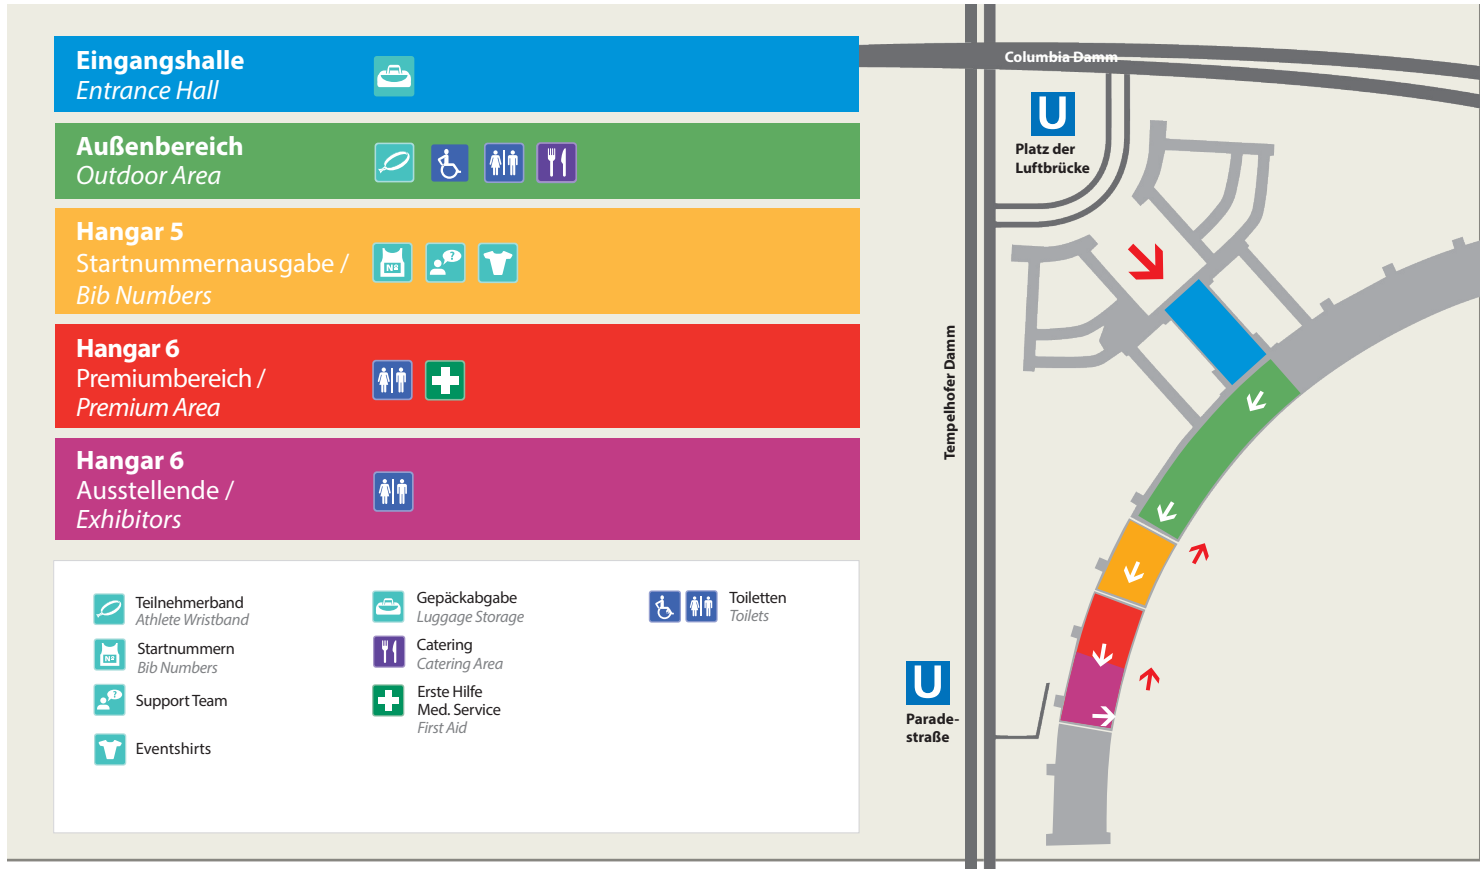 Eingangshalle
Entrance Hall
Außenbereich
Outdoor Area
Hangar 5
Startnummernausgabe /
Bib Numbers
Nº
?
Hangar 6
Premiumbereich /
Premium Area
Hangar 6
Ausstellende /
Exhibitors
Teilnehmerband
Athlete Wristband
Nº
Startnummern
Bib Numbers
?
Support Team
Eventshirts
Gepäckabgabe
Luggage Storage
Catering
Catering Area
Erste Hilfe
Med. Service
First Aid
Toiletten
Toilets
Columbia Damm
U
Platz der
Luftbrücke
Tempelhofer Damm
U
Parade-
straße